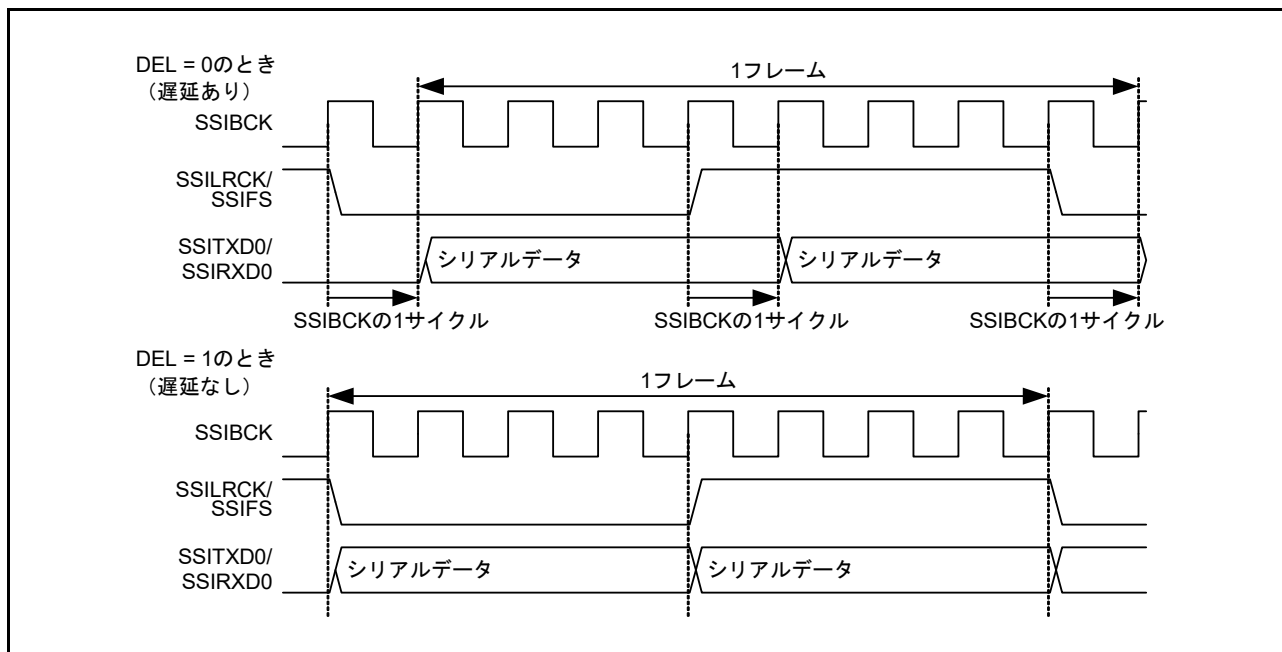 DEL = 0のとき
（遅延あり）
1フレーム
SSIBCK
SSILRCK/
SSIFS
SSITXD0/
SSIRXD0
シリアルデータ
シリアルデータ
SSIBCKの1サイクル
SSIBCKの1サイクル
SSIBCKの1サイクル
DEL = 1のとき
（遅延なし）
1フレーム
SSIBCK
SSILRCK/
SSIFS
SSITXD0/
SSIRXD0
シリアルデータ
シリアルデータ